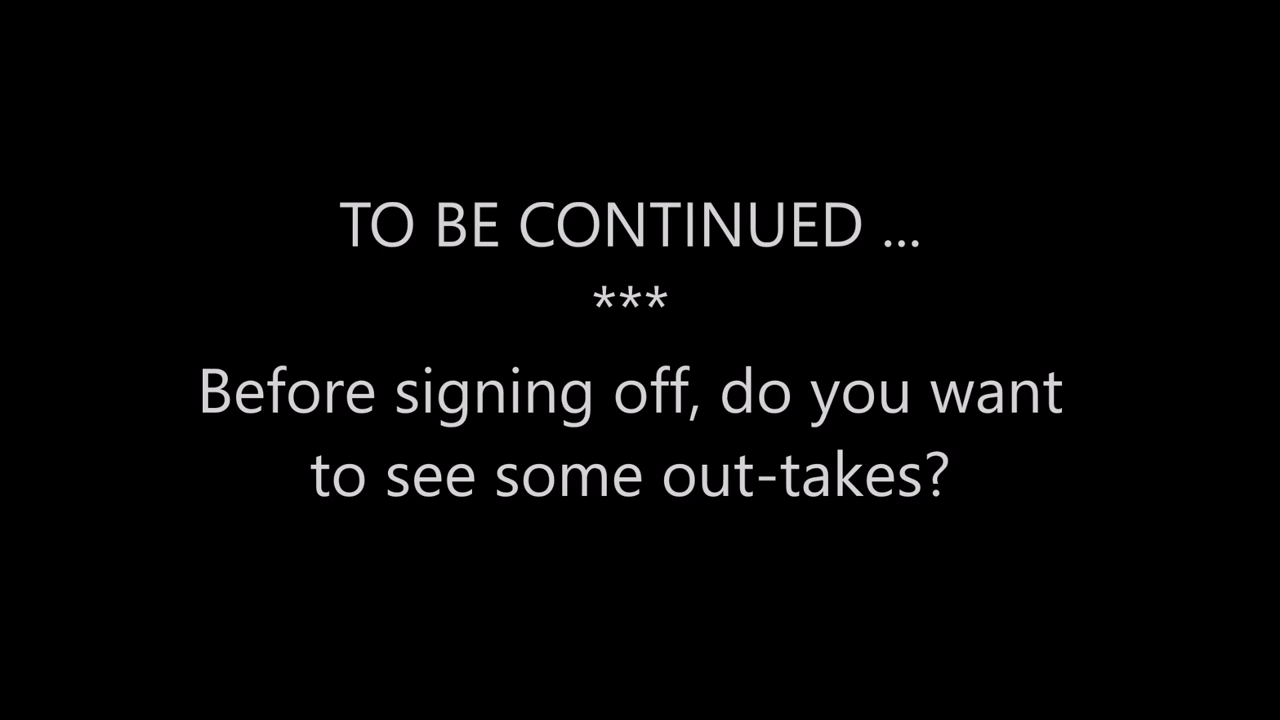 TO BE CONTINUED ...
***
Before signing off, do you want
to see some out-takes?